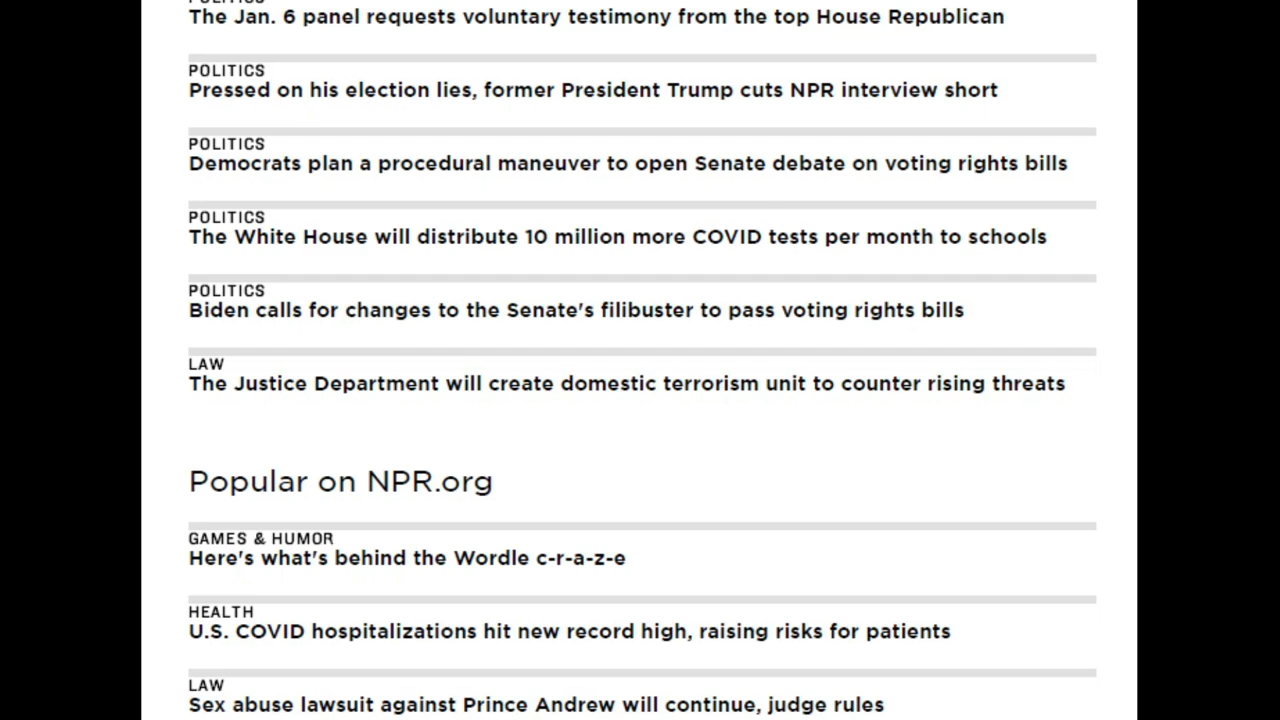 POLITICS
The Jan. 6 panel requests voluntary testimony from the top House Republican
POLITICS
Pressed on his election lies, former President Trump cuts NPR interview short
POLITICS
Democrats plan a procedural maneuver to open Senate debate on voting rights bills
POLITICS
The White House will distribute 10 million more COVID tests per month to schools
POLITICS
Biden calls for changes to the Senate's filibuster to pass voting rights bills
LAW
The Justice Department will create domestic terrorism unit to counter rising threats
Popular on NPR.org
GAMES & HUMOR
Here's what's behind the Wordle c-r-a-z-e
HEALTH
U.S. COVID hospitalizations hit new record high, raising risks for patients
LAW
Sex abuse lawsuit against Prince Andrew will continue, judge rules